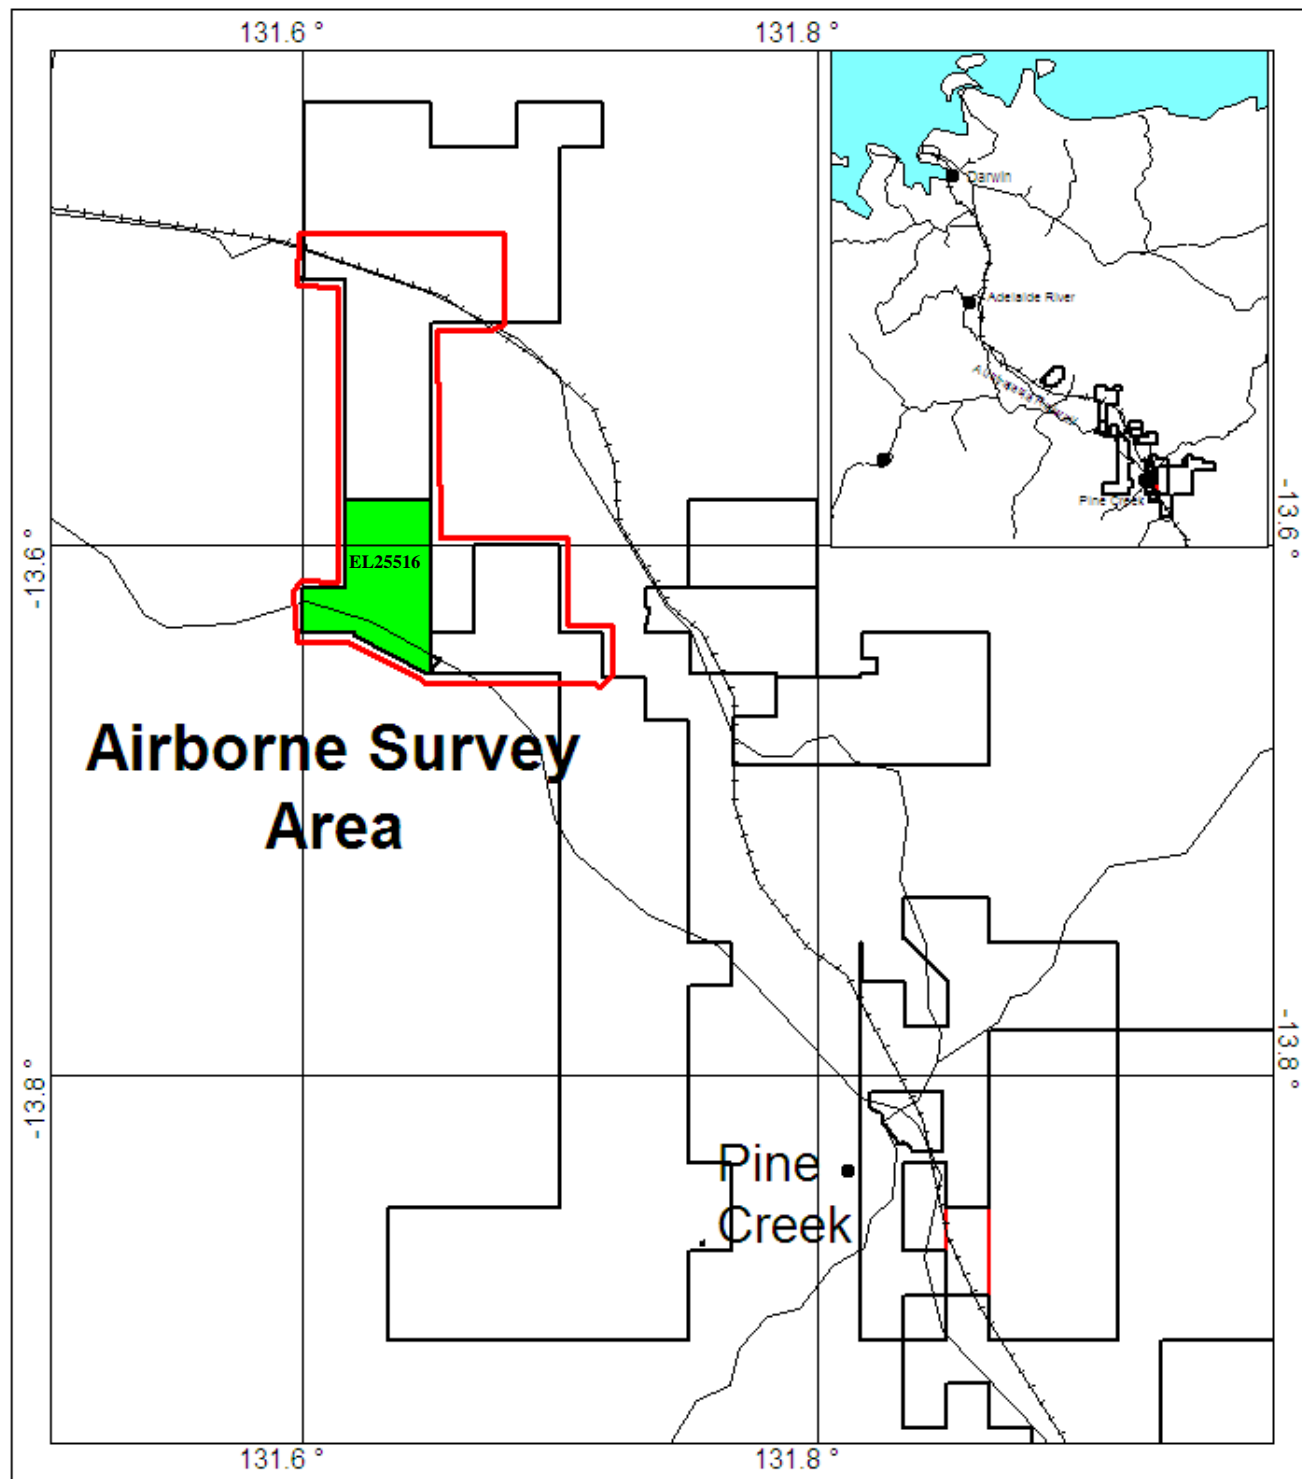 131.6 °
131.8 °
Darwin
Adelaide River
Pine Creek
-13.6 °
-13.6 °
EL25516
Airborne Survey
Area
-13.8 °
-13.8 °
Pine
Creek
131.6 °
131.8 °